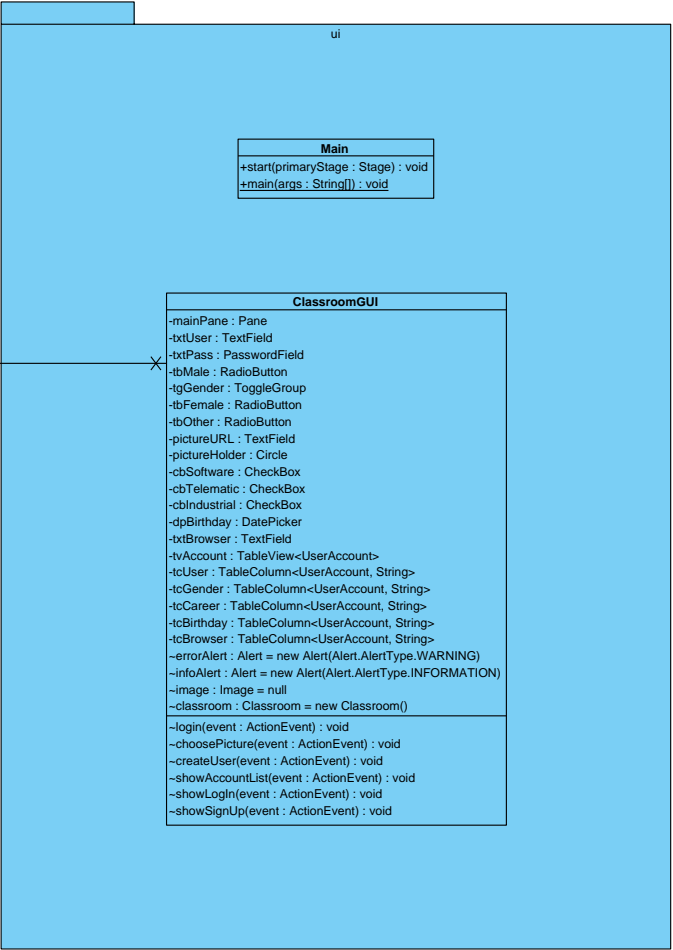 ui
Main
+start(primaryStage : Stage) : void
+main(args : String[]) : void
ClassroomGUI
-mainPane : Pane
-txtUser : TextField
-txtPass : PasswordField
-tbMale : RadioButton
-tgGender : ToggleGroup
-tbFemale : RadioButton
-tbOther : RadioButton
-pictureURL : TextField
-pictureHolder : Circle
-cbSoftware : CheckBox
-cbTelematic : CheckBox
-cbIndustrial : CheckBox
-dpBirthday : DatePicker
-txtBrowser : TextField
-tvAccount : TableView<UserAccount>
-tcUser : TableColumn<UserAccount, String>
-tcGender : TableColumn<UserAccount, String>
-tcCareer : TableColumn<UserAccount, String>
-tcBirthday : TableColumn<UserAccount, String>
-tcBrowser : TableColumn<UserAccount, String>
~errorAlert : Alert = new Alert(Alert.AlertType.WARNING)
~infoAlert : Alert = new Alert(Alert.AlertType.INFORMATION)
~image : Image = null
~classroom : Classroom = new Classroom()
~login(event : ActionEvent) : void
~choosePicture(event : ActionEvent) : void
~createUser(event : ActionEvent) : void
~showAccountList(event : ActionEvent) : void
~showLogIn(event : ActionEvent) : void
~showSignUp(event : ActionEvent) : void